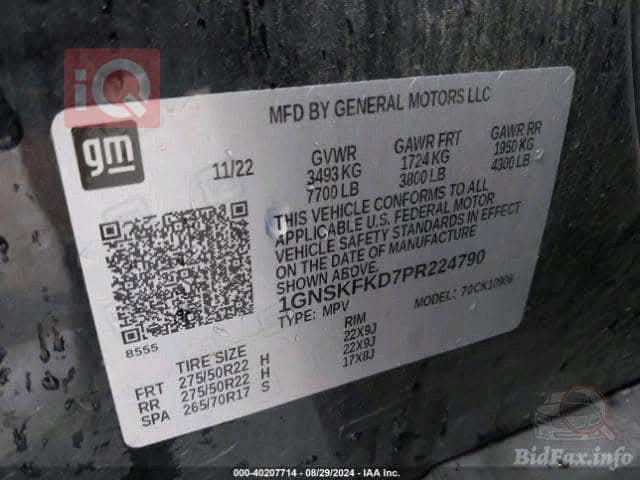 iQ
MFD BY GENERAL MOTORS LLC
gm
11/22
GVWR GAWR FRT GAWR RR
3493 KG 1724 KG 1950 KG
7700 LB 3800 LB 4300 LB
THIS VEHICLE CONFORMS TO ALL
APPLICABLE U.S. FEDERAL MOTOR
VEHICLE SAFETY STANDARDS IN EFFECT
ON THE DATE OF MANUFACTURE
SHOWN ABOVE.
1GNSKFKD7PR224790
TYPE: MPV MODEL: 70CK10906
8555
TIRE SIZE RIM
FRT 275/50R22 H 22X9J
RR 275/50R22 H 22X9J
SPA 265/70R17 S 17X8J
BidFax.info
000-40207714 - 08/29/2024 - IAA Inc.